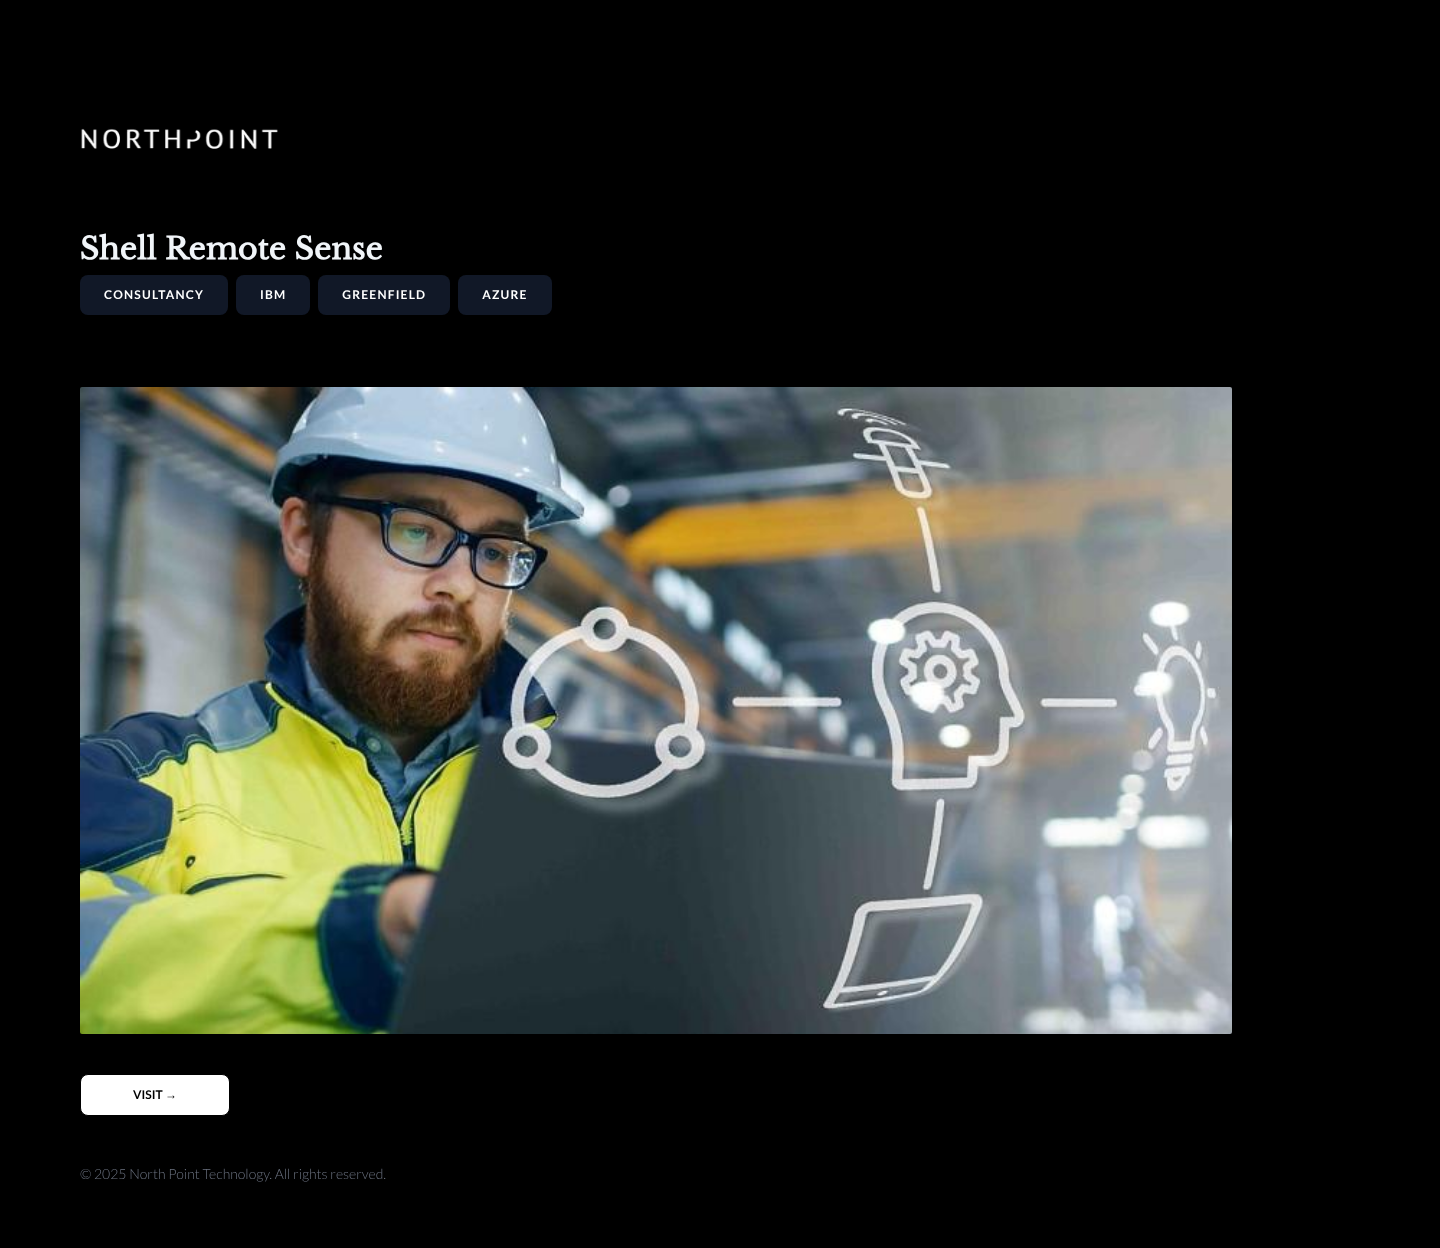 NORTHPOINT
Shell Remote Sense
CONSULTANCY IBM GREENFIELD AZURE
VISIT →
© 2025 North Point Technology. All rights reserved.